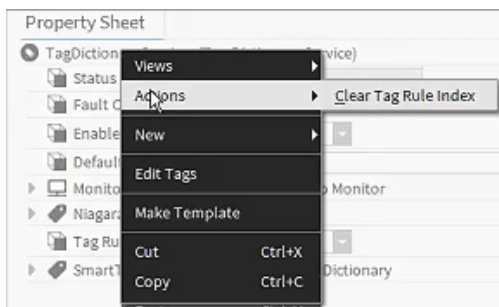 Property Sheet
TagDiction
vice)
Status
Views
Fault C
Actions
Clear Tag Rule Index
Enable
New
Defaul
Edit Tags
Monito
Monitor
Niagar
Make Template
Tag Ru
Cut Ctrl+X
SmartT
Dictionary
Copy Ctrl+C